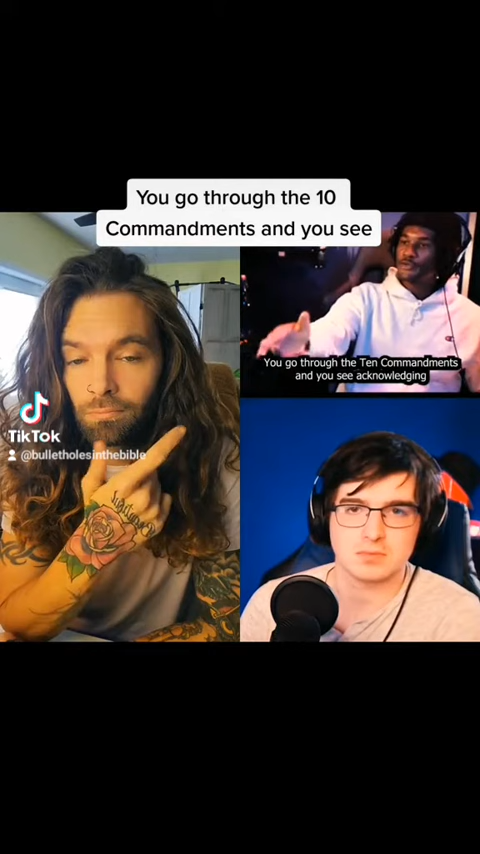 You go through the 10
Commandments and you see
You go through the Ten Commandments
and you see acknowledging
TikTok
@bulletholesinthebible